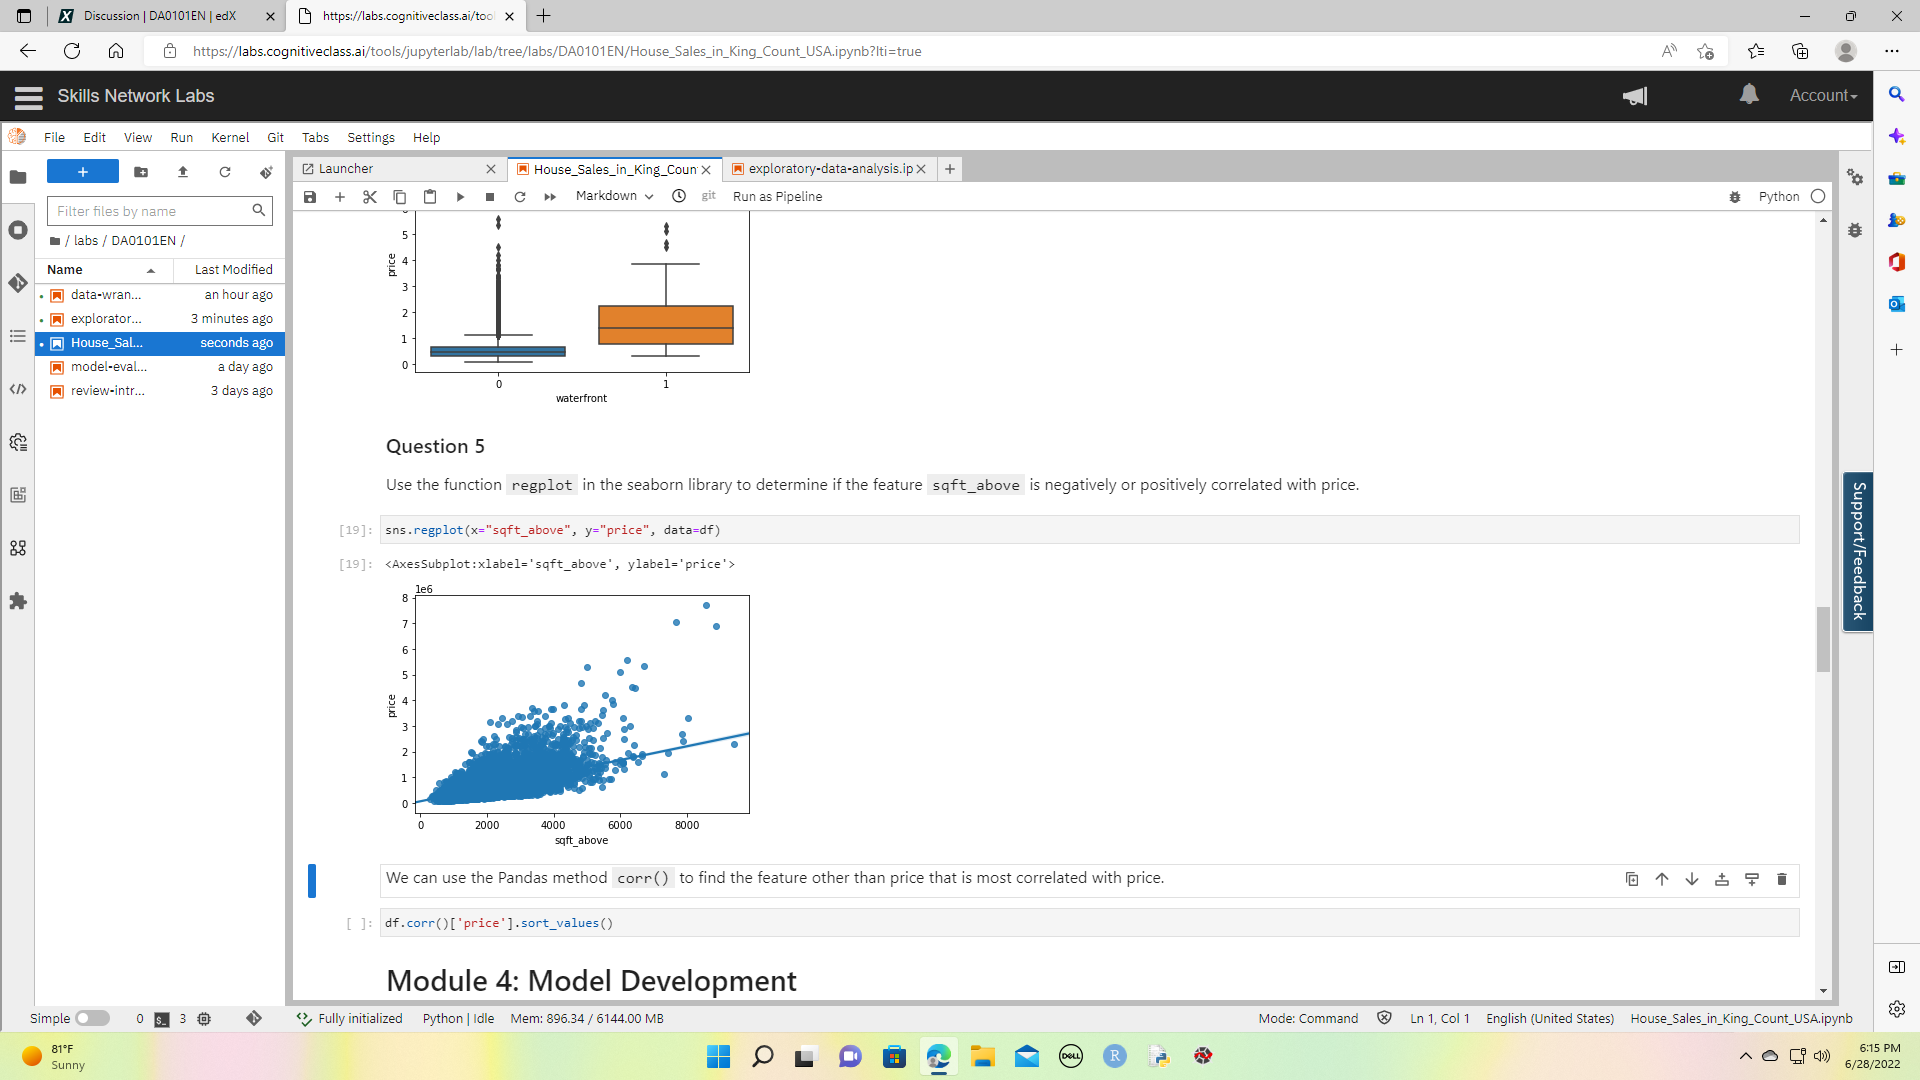 Discussion | DA0101EN | edX
https://labs.cognitiveclass.ai/too
https://labs.cognitiveclass.ai/tools/jupyterlab/lab/tree/labs/DA0101EN/House_Sales_in_King_Count_USA.ipynb?lti=true
Skills Network Labs
Account
File Edit View Run Kernel Git Tabs Settings Help
Launcher
House_Sales_in_King_Coun
exploratory-data-analysis.ip
Markdown
git
Run as Pipeline
Python
Filter files by name
/ labs / DA0101EN /
Name Last Modified
data-wran... an hour ago
explorator... 3 minutes ago
House_Sal... seconds ago
model-eval... a day ago
review-intr... 3 days ago
5
4
3
2
1
0
price
0 1
waterfront
Question 5
Use the function regplot in the seaborn library to determine if the feature sqft_above is negatively or positively correlated with price.
[19]: sns.regplot(x="sqft_above", y="price", data=df)
[19]: <AxesSubplot:xlabel='sqft_above', ylabel='price'>
1e6
8
7
6
5
4
3
2
1
0
price
0 2000 4000 6000 8000
sqft_above
We can use the Pandas method corr() to find the feature other than price that is most correlated with price.
[ ]: df.corr()['price'].sort_values()
Module 4: Model Development
Support/Feedback
Simple 0 3 Fully initialized Python | Idle Mem: 896.34 / 6144.00 MB
Mode: Command Ln 1, Col 1 English (United States) House_Sales_in_King_Count_USA.ipynb
81°F
Sunny
DELL
R
6:15 PM
6/28/2022